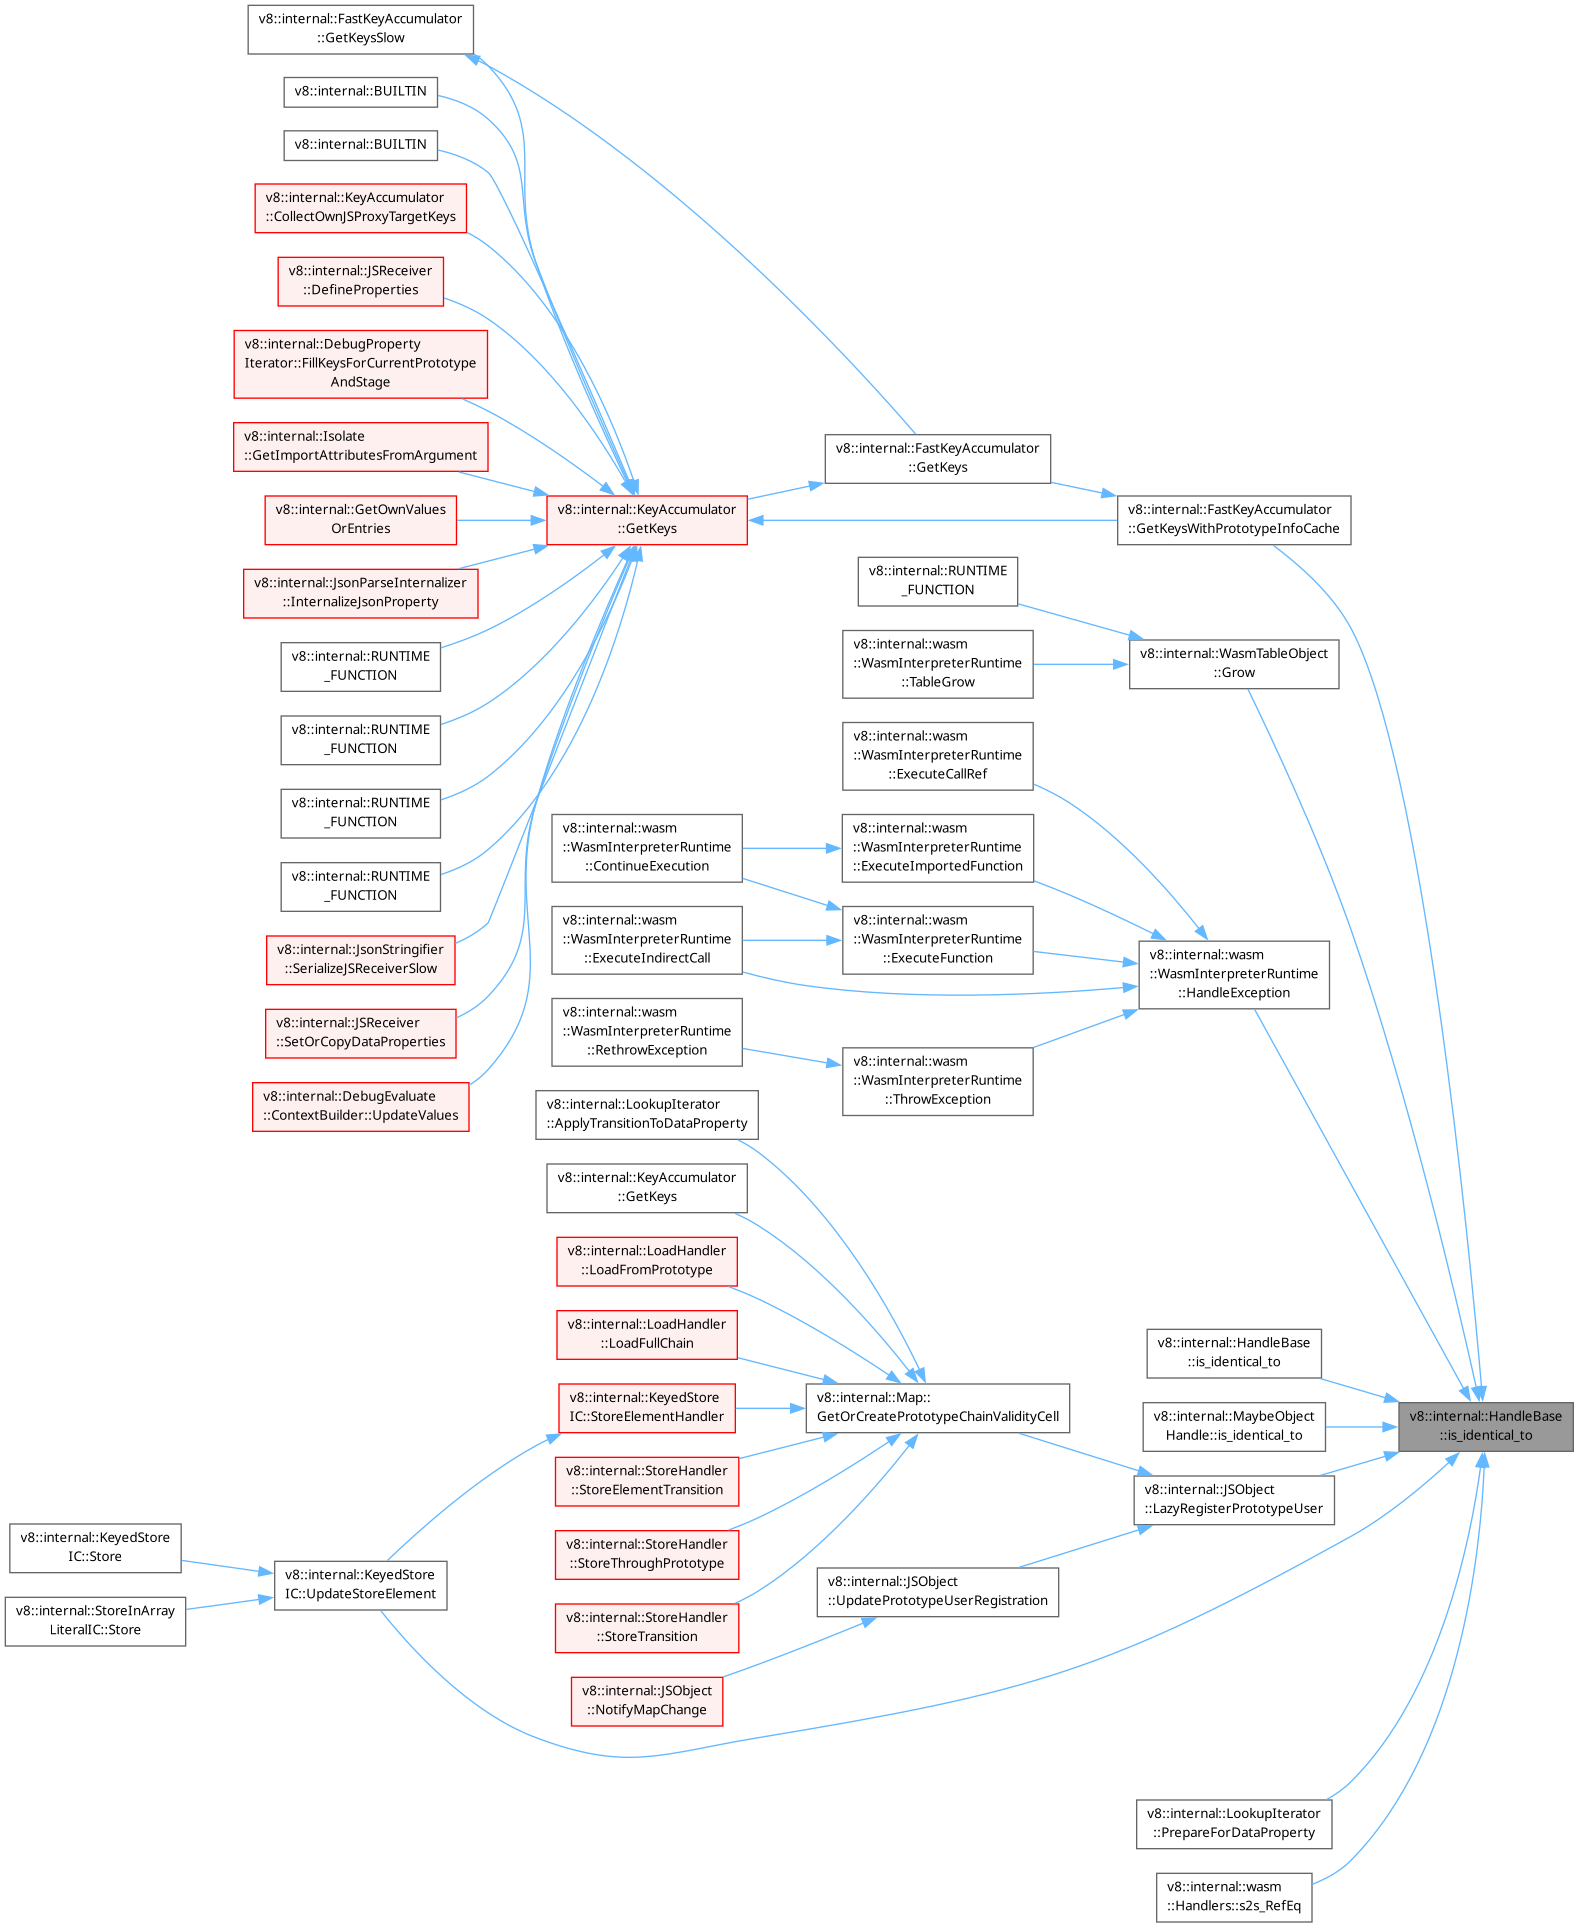 v8::internal::FastKeyAccumulator
::GetKeysSlow
v8::internal::BUILTIN
v8::internal::BUILTIN
v8::internal::KeyAccumulator
::CollectOwnJSProxyTargetKeys
v8::internal::JSReceiver
::DefineProperties
v8::internal::DebugProperty
Iterator::FillKeysForCurrentPrototype
AndStage
v8::internal::Isolate
::GetImportAttributesFromArgument
v8::internal::GetOwnValues
OrEntries
v8::internal::JsonParseInternalizer
::InternalizeJsonProperty
v8::internal::RUNTIME
_FUNCTION
v8::internal::RUNTIME
_FUNCTION
v8::internal::RUNTIME
_FUNCTION
v8::internal::RUNTIME
_FUNCTION
v8::internal::JsonStringifier
::SerializeJSReceiverSlow
v8::internal::JSReceiver
::SetOrCopyDataProperties
v8::internal::DebugEvaluate
::ContextBuilder::UpdateValues
v8::internal::KeyAccumulator
::GetKeys
v8::internal::FastKeyAccumulator
::GetKeys
v8::internal::FastKeyAccumulator
::GetKeysWithPrototypeInfoCache
v8::internal::RUNTIME
_FUNCTION
v8::internal::wasm
::WasmInterpreterRuntime
::TableGrow
v8::internal::WasmTableObject
::Grow
v8::internal::wasm
::WasmInterpreterRuntime
::ExecuteCallRef
v8::internal::wasm
::WasmInterpreterRuntime
::ContinueExecution
v8::internal::wasm
::WasmInterpreterRuntime
::ExecuteImportedFunction
v8::internal::wasm
::WasmInterpreterRuntime
::ExecuteIndirectCall
v8::internal::wasm
::WasmInterpreterRuntime
::ExecuteFunction
v8::internal::wasm
::WasmInterpreterRuntime
::HandleException
v8::internal::wasm
::WasmInterpreterRuntime
::RethrowException
v8::internal::wasm
::WasmInterpreterRuntime
::ThrowException
v8::internal::LookupIterator
::ApplyTransitionToDataProperty
v8::internal::KeyAccumulator
::GetKeys
v8::internal::LoadHandler
::LoadFromPrototype
v8::internal::LoadHandler
::LoadFullChain
v8::internal::KeyedStore
IC::StoreElementHandler
v8::internal::StoreHandler
::StoreElementTransition
v8::internal::StoreHandler
::StoreThroughPrototype
v8::internal::StoreHandler
::StoreTransition
v8::internal::JSObject
::NotifyMapChange
v8::internal::Map::
GetOrCreatePrototypeChainValidityCell
v8::internal::JSObject
::UpdatePrototypeUserRegistration
v8::internal::HandleBase
::is_identical_to
v8::internal::MaybeObject
Handle::is_identical_to
v8::internal::JSObject
::LazyRegisterPrototypeUser
v8::internal::HandleBase
::is_identical_to
v8::internal::KeyedStore
IC::Store
v8::internal::StoreInArray
LiteralIC::Store
v8::internal::KeyedStore
IC::UpdateStoreElement
v8::internal::LookupIterator
::PrepareForDataProperty
v8::internal::wasm
::Handlers::s2s_RefEq